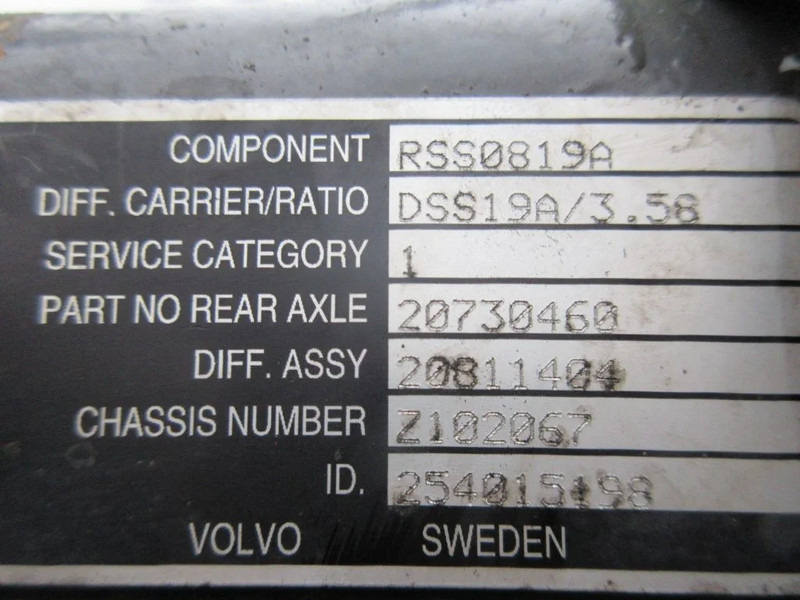 COMPONENT RSS0819A
DIFF. CARRIER/RATIO DSS19A/3.58
SERVICE CATEGORY 1
PART NO REAR AXLE 20730460
DIFF. ASSY 20811404
CHASSIS NUMBER Z102067
ID. 254015198
VOLVO SWEDEN